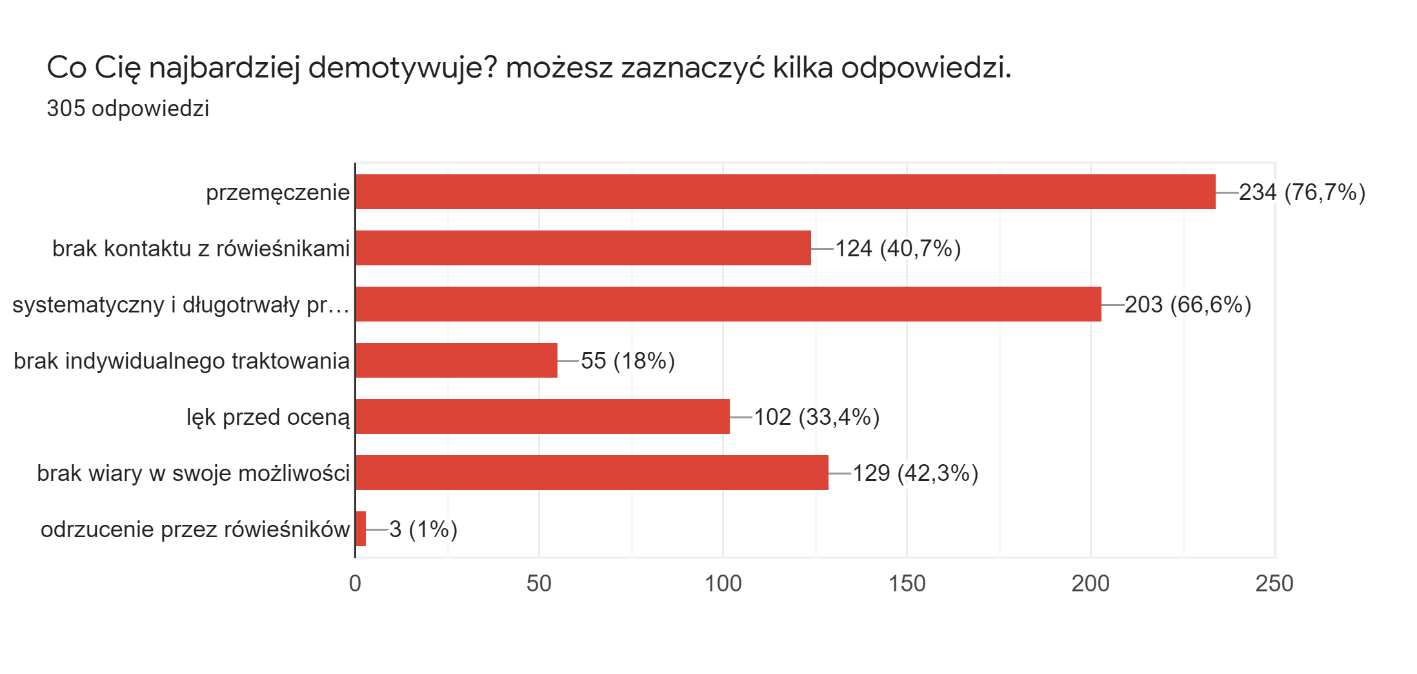 Co Cię najbardziej demotywuje? możesz zaznaczyć kilka odpowiedzi.
305 odpowiedzi
przemęczenie 234 (76,7%)
brak kontaktu z rówieśnikami 124 (40,7%)
systematyczny i długotrwały pr… 203 (66,6%)
brak indywidualnego traktowania 55 (18%)
lęk przed oceną 102 (33,4%)
brak wiary w swoje możliwości 129 (42,3%)
odrzucenie przez rówieśników 3 (1%)
0 50 100 150 200 250